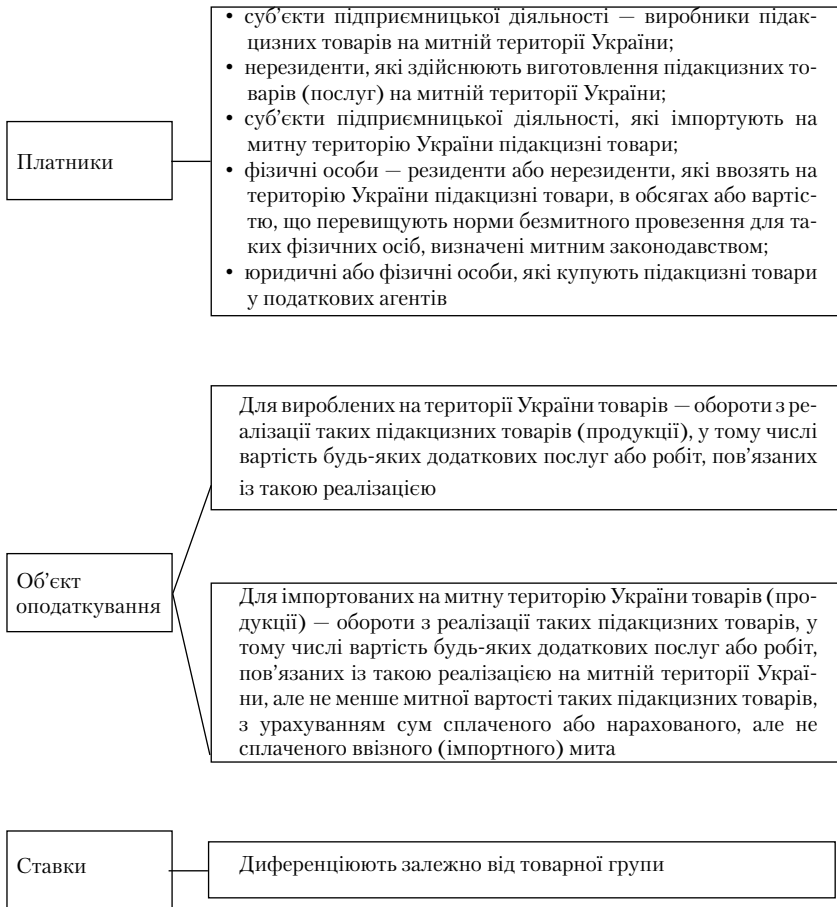 Платники
• суб’єкти підприємницької діяльності — виробники підак-
цизних товарів на митній території України;
• нерезиденти, які здійснюють виготовлення підакцизних то-
варів (послуг) на митній території України;
• суб’єкти підприємницької діяльності, які імпортують на
митну територію України підакцизні товари;
• фізичні особи — резиденти або нерезиденти, які ввозять на
територію України підакцизні товари, в обсягах або вартіс-
тю, що перевищують норми безмитного провезення для та-
ких фізичних осіб, визначені митним законодавством;
• юридичні або фізичні особи, які купують підакцизні товари
у податкових агентів
Об’єкт
оподаткування
Для вироблених на території України товарів — обороти з ре-
алізації таких підакцизних товарів (продукції), у тому числі
вартість будь-яких додаткових послуг або робіт, пов’язаних
із такою реалізацією
Для імпортованих на митну територію України товарів (про-
дукції) — обороти з реалізації таких підакцизних товарів, у
тому числі вартість будь-яких додаткових послуг або робіт,
пов’язаних із такою реалізацією на митній території Украї-
ни, але не менше митної вартості таких підакцизних товарів,
з урахуванням сум сплаченого або нарахованого, але не
сплаченого ввізного (імпортного) мита
Ставки
Диференціюють залежно від товарної групи